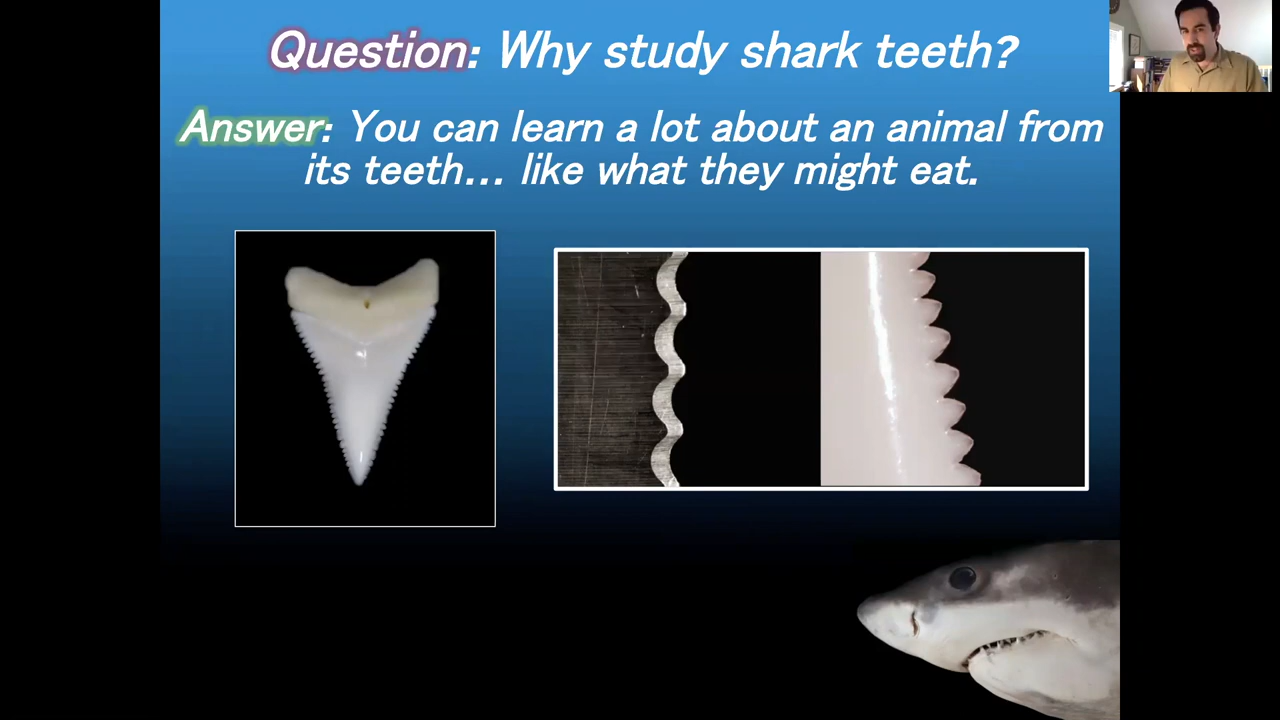 Question: Why study shark teeth?
Answer: You can learn a lot about an animal from
its teeth... like what they might eat.